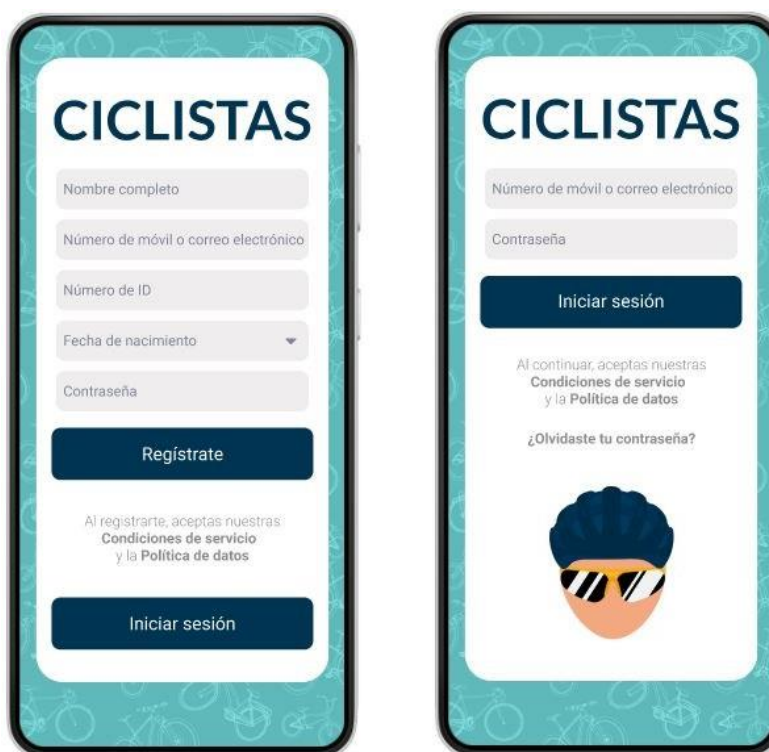 CICLISTAS
Nombre completo
Número de móvil o correo electrónico
Número de ID
Fecha de nacimiento
Contraseña
Regístrate
Al registrarte, aceptas nuestras
Condiciones de servicio
y la Política de datos
Iniciar sesión
CICLISTAS
Número de móvil o correo electrónico
Contraseña
Iniciar sesión
Al continuar, aceptas nuestras
Condiciones de servicio
y la Política de datos
¿Olvidaste tu contraseña?